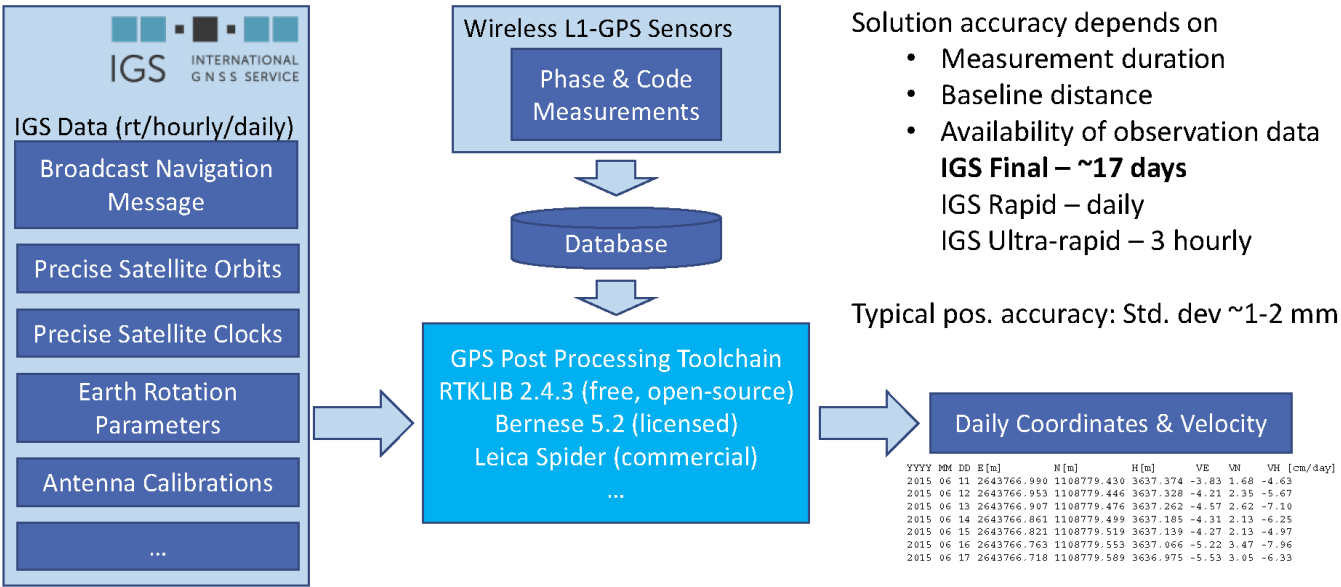 IGS
INTERNATIONAL
GNSS SERVICE
IGS Data (rt/hourly/daily)
Broadcast Navigation
Message
Precise Satellite Orbits
Precise Satellite Clocks
Earth Rotation
Parameters
Antenna Calibrations
...
Wireless L1-GPS Sensors
Phase & Code
Measurements
Database
GPS Post Processing Toolchain
RTKLIB 2.4.3 (free, open-source)
Bernese 5.2 (licensed)
Leica Spider (commercial)
...
Solution accuracy depends on
• Measurement duration
• Baseline distance
• Availability of observation data
IGS Final – ~17 days
IGS Rapid – daily
IGS Ultra-rapid – 3 hourly
Typical pos. accuracy: Std. dev ~1-2 mm
Daily Coordinates & Velocity
YYYY MM DD E[m] N[m] H[m] VE VN VH [cm/day]
2015 06 11 2643766.990 1108779.430 3637.374 -3.83 1.68 -4.63
2015 06 12 2643766.953 1108779.446 3637.328 -4.21 2.35 -5.67
2015 06 13 2643766.907 1108779.476 3637.262 -4.57 2.62 -7.10
2015 06 14 2643766.861 1108779.499 3637.185 -4.31 2.13 -6.25
2015 06 15 2643766.821 1108779.519 3637.139 -4.27 2.13 -4.97
2015 06 16 2643766.763 1108779.553 3637.066 -5.22 3.47 -7.96
2015 06 17 2643766.718 1108779.589 3636.975 -5.53 3.05 -6.33